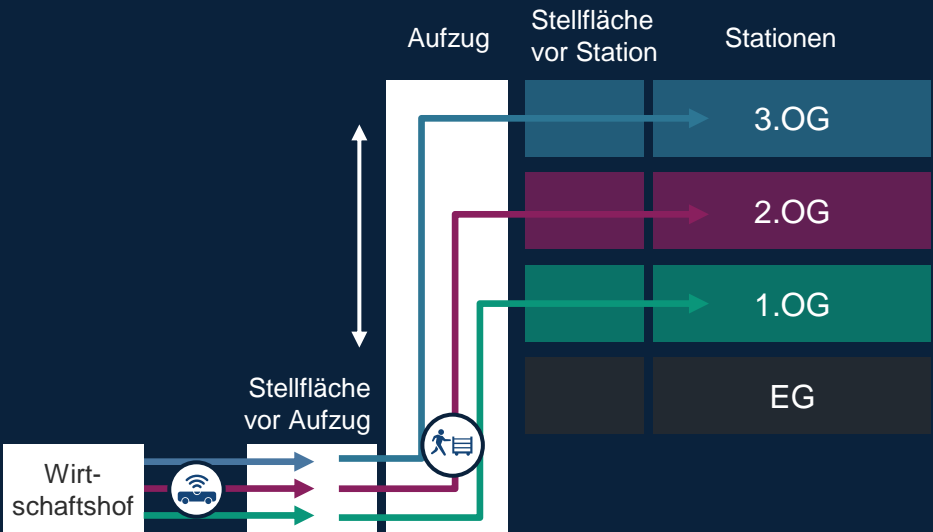 Aufzug
Stellfläche
vor Station
Stationen
3.OG
2.OG
1.OG
EG
Stellfläche
vor Aufzug
Wirt-
schaftshof